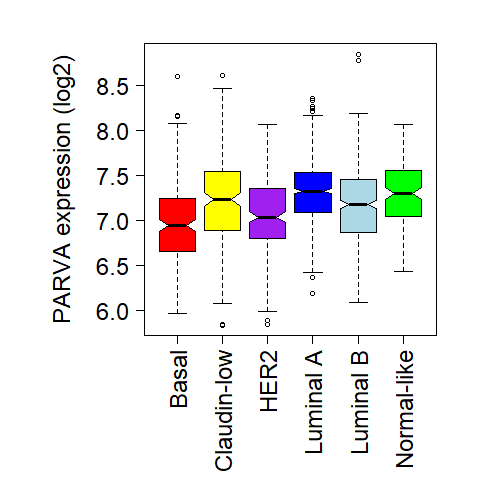 PARVA expression (log2)
8.5
8.0
7.5
7.0
6.5
6.0
Basal
Claudin-low
HER2
Luminal A
Luminal B
Normal-like